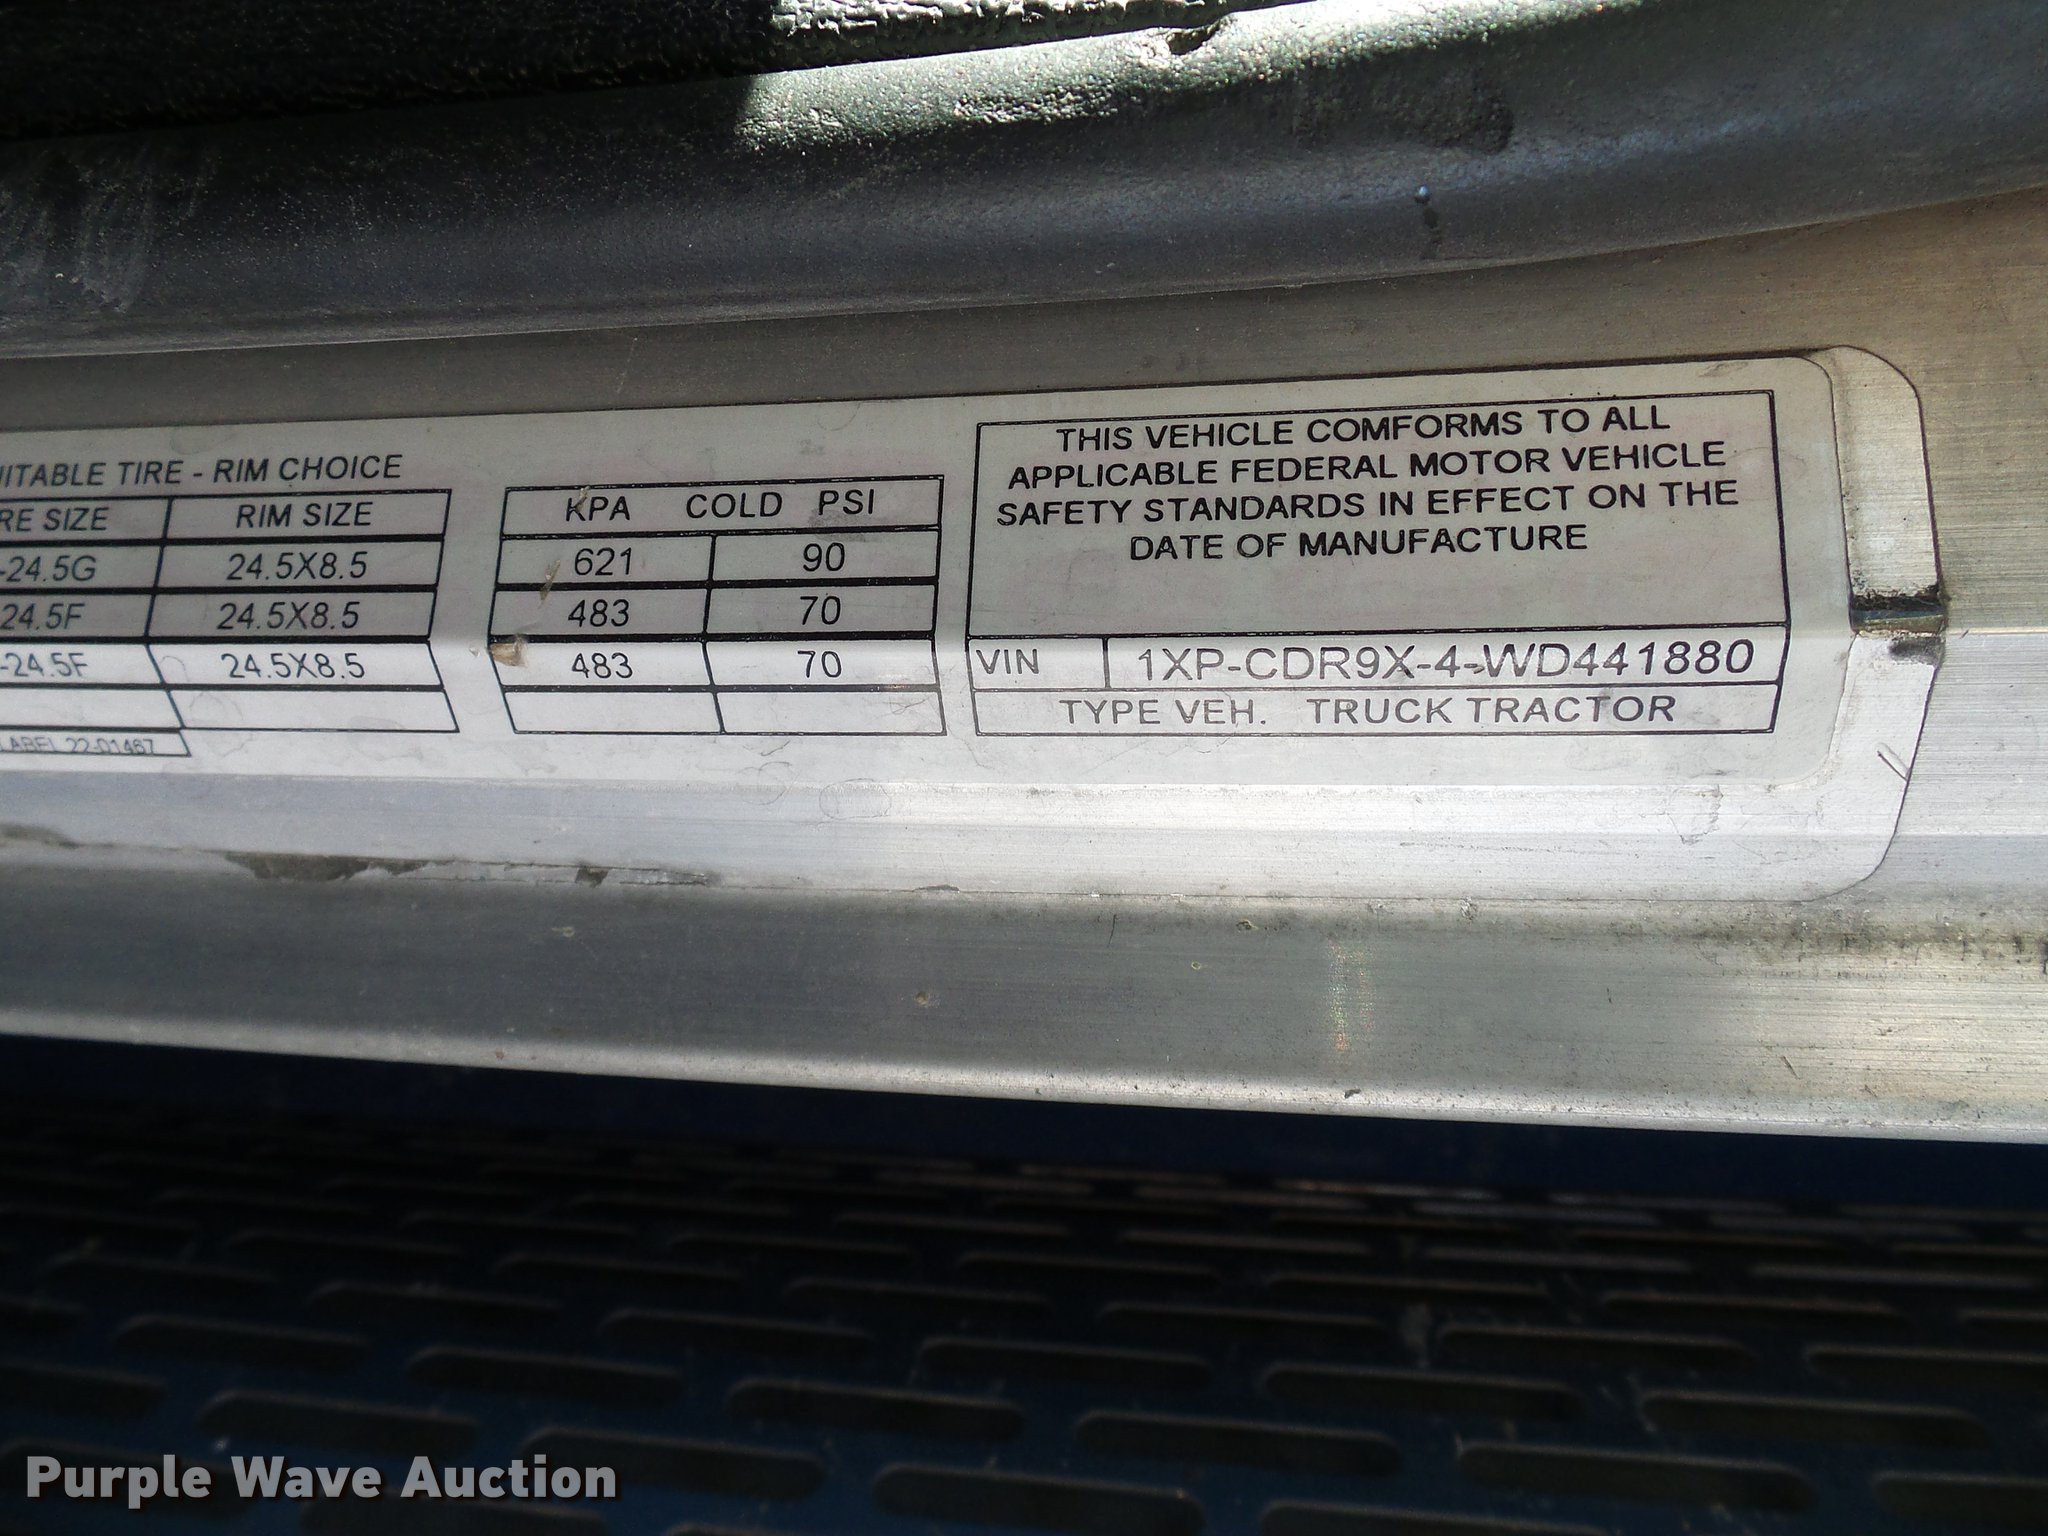 UITABLE TIRE - RIM CHOICE
RE SIZE RIM SIZE
-24.5G 24.5X8.5
24.5F 24.5X8.5
-24.5F 24.5X8.5
LABEL 22-01467
KPA COLD PSI
621 90
483 70
483 70
THIS VEHICLE COMFORMS TO ALL
APPLICABLE FEDERAL MOTOR VEHICLE
SAFETY STANDARDS IN EFFECT ON THE
DATE OF MANUFACTURE
VIN 1XP-CDR9X-4-WD441880
TYPE VEH. TRUCK TRACTOR
Purple Wave Auction